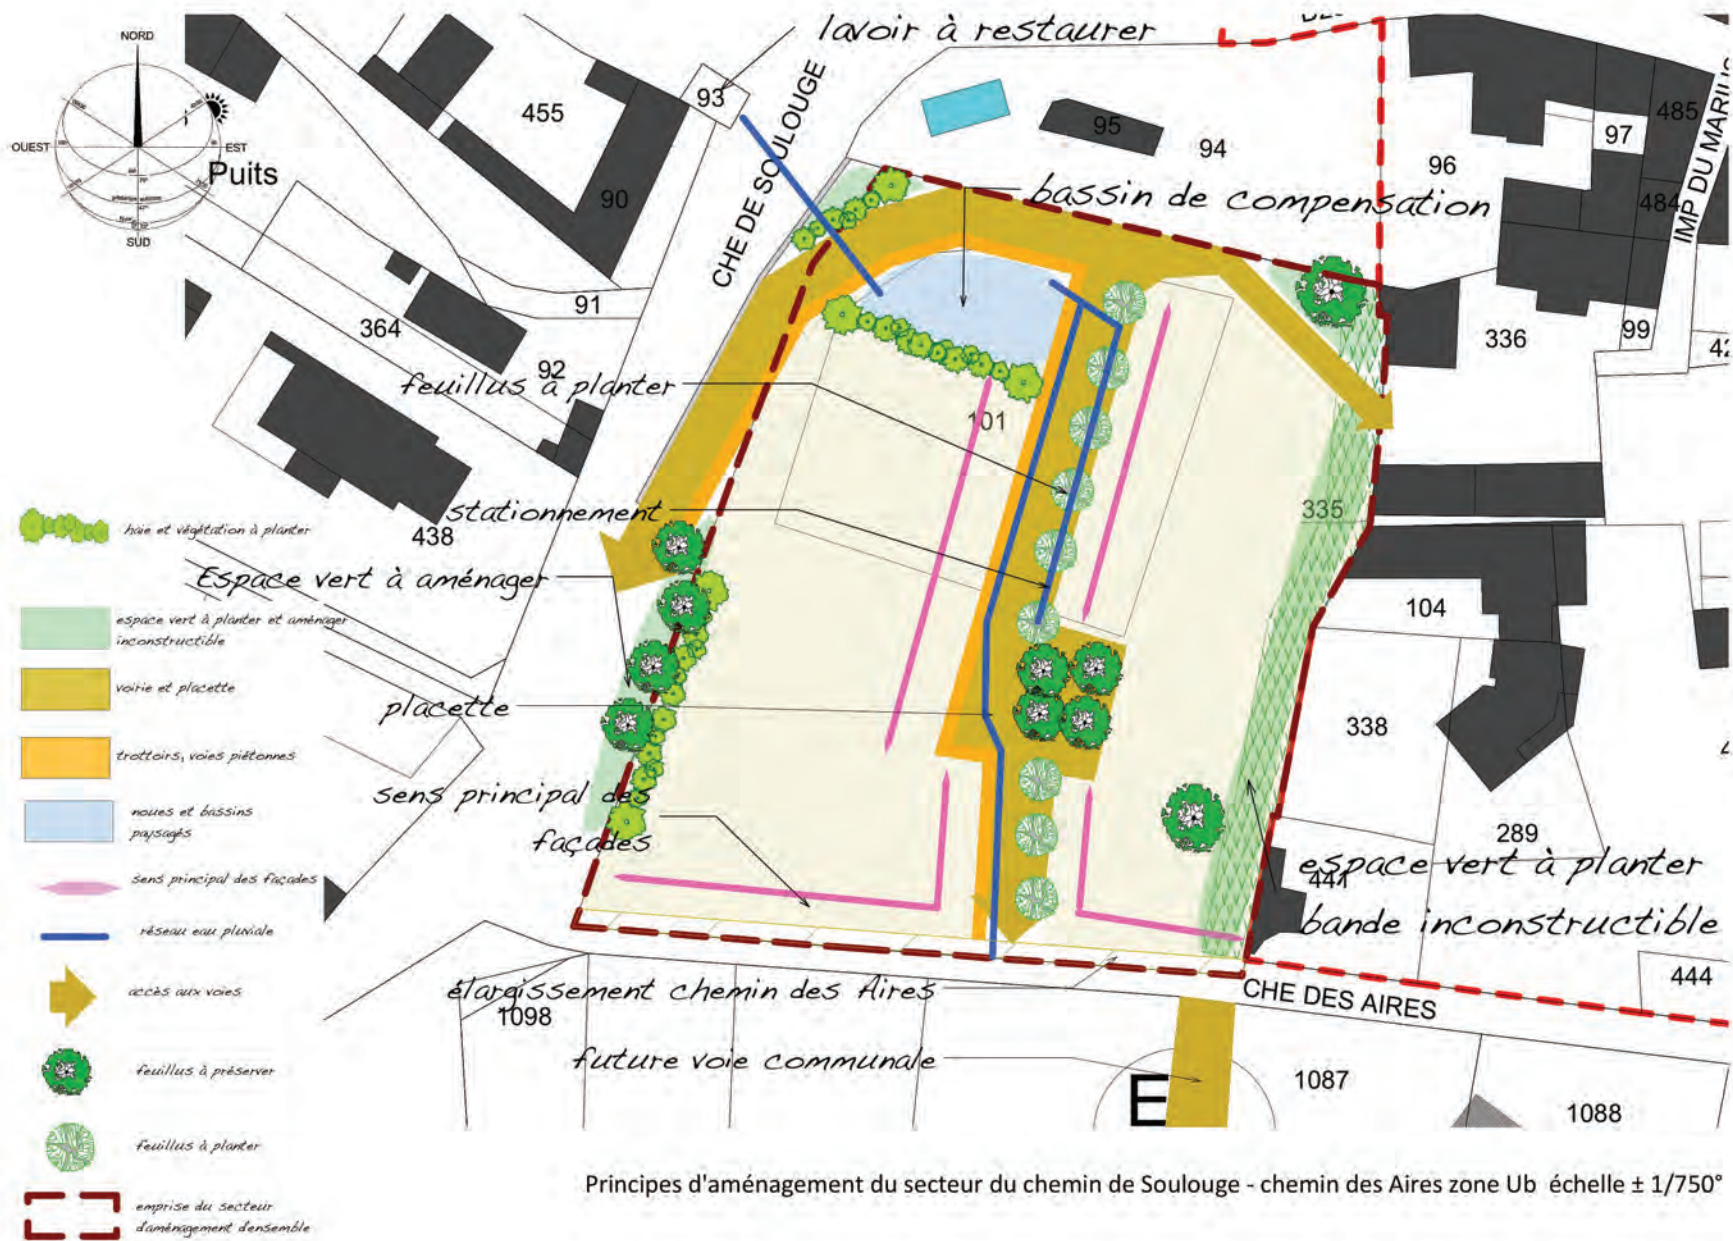 NORD
OUEST
EST
SUD
Puits
lavoir à restaurer
93
455
90
CHE DE SOULOUGE
95
94
96
97
485
484
IMP DU MARIUS
bassin de compensation
91
364
92
336
99
42
feuillus à planter
101
stationnement
335
438
Espace vert à aménager
104
placette
338
sens principal des
façades
289
441
espace vert à planter
bande inconstructible
444
élargissement chemin des Aires
CHE DES AIRES
1098
future voie communale
E
1087
1088
haie et végétation à planter
espace vert à planter et aménager
inconstructible
voirie et placette
trottoirs, voies piétonnes
noues et bassins
paysagés
sens principal des façades
réseau eau pluviale
accès aux voies
feuillus à préserver
feuillus à planter
emprise du secteur
d'aménagement d'ensemble
Principes d'aménagement du secteur du chemin de Soulouge - chemin des Aires zone Ub échelle ± 1/750°